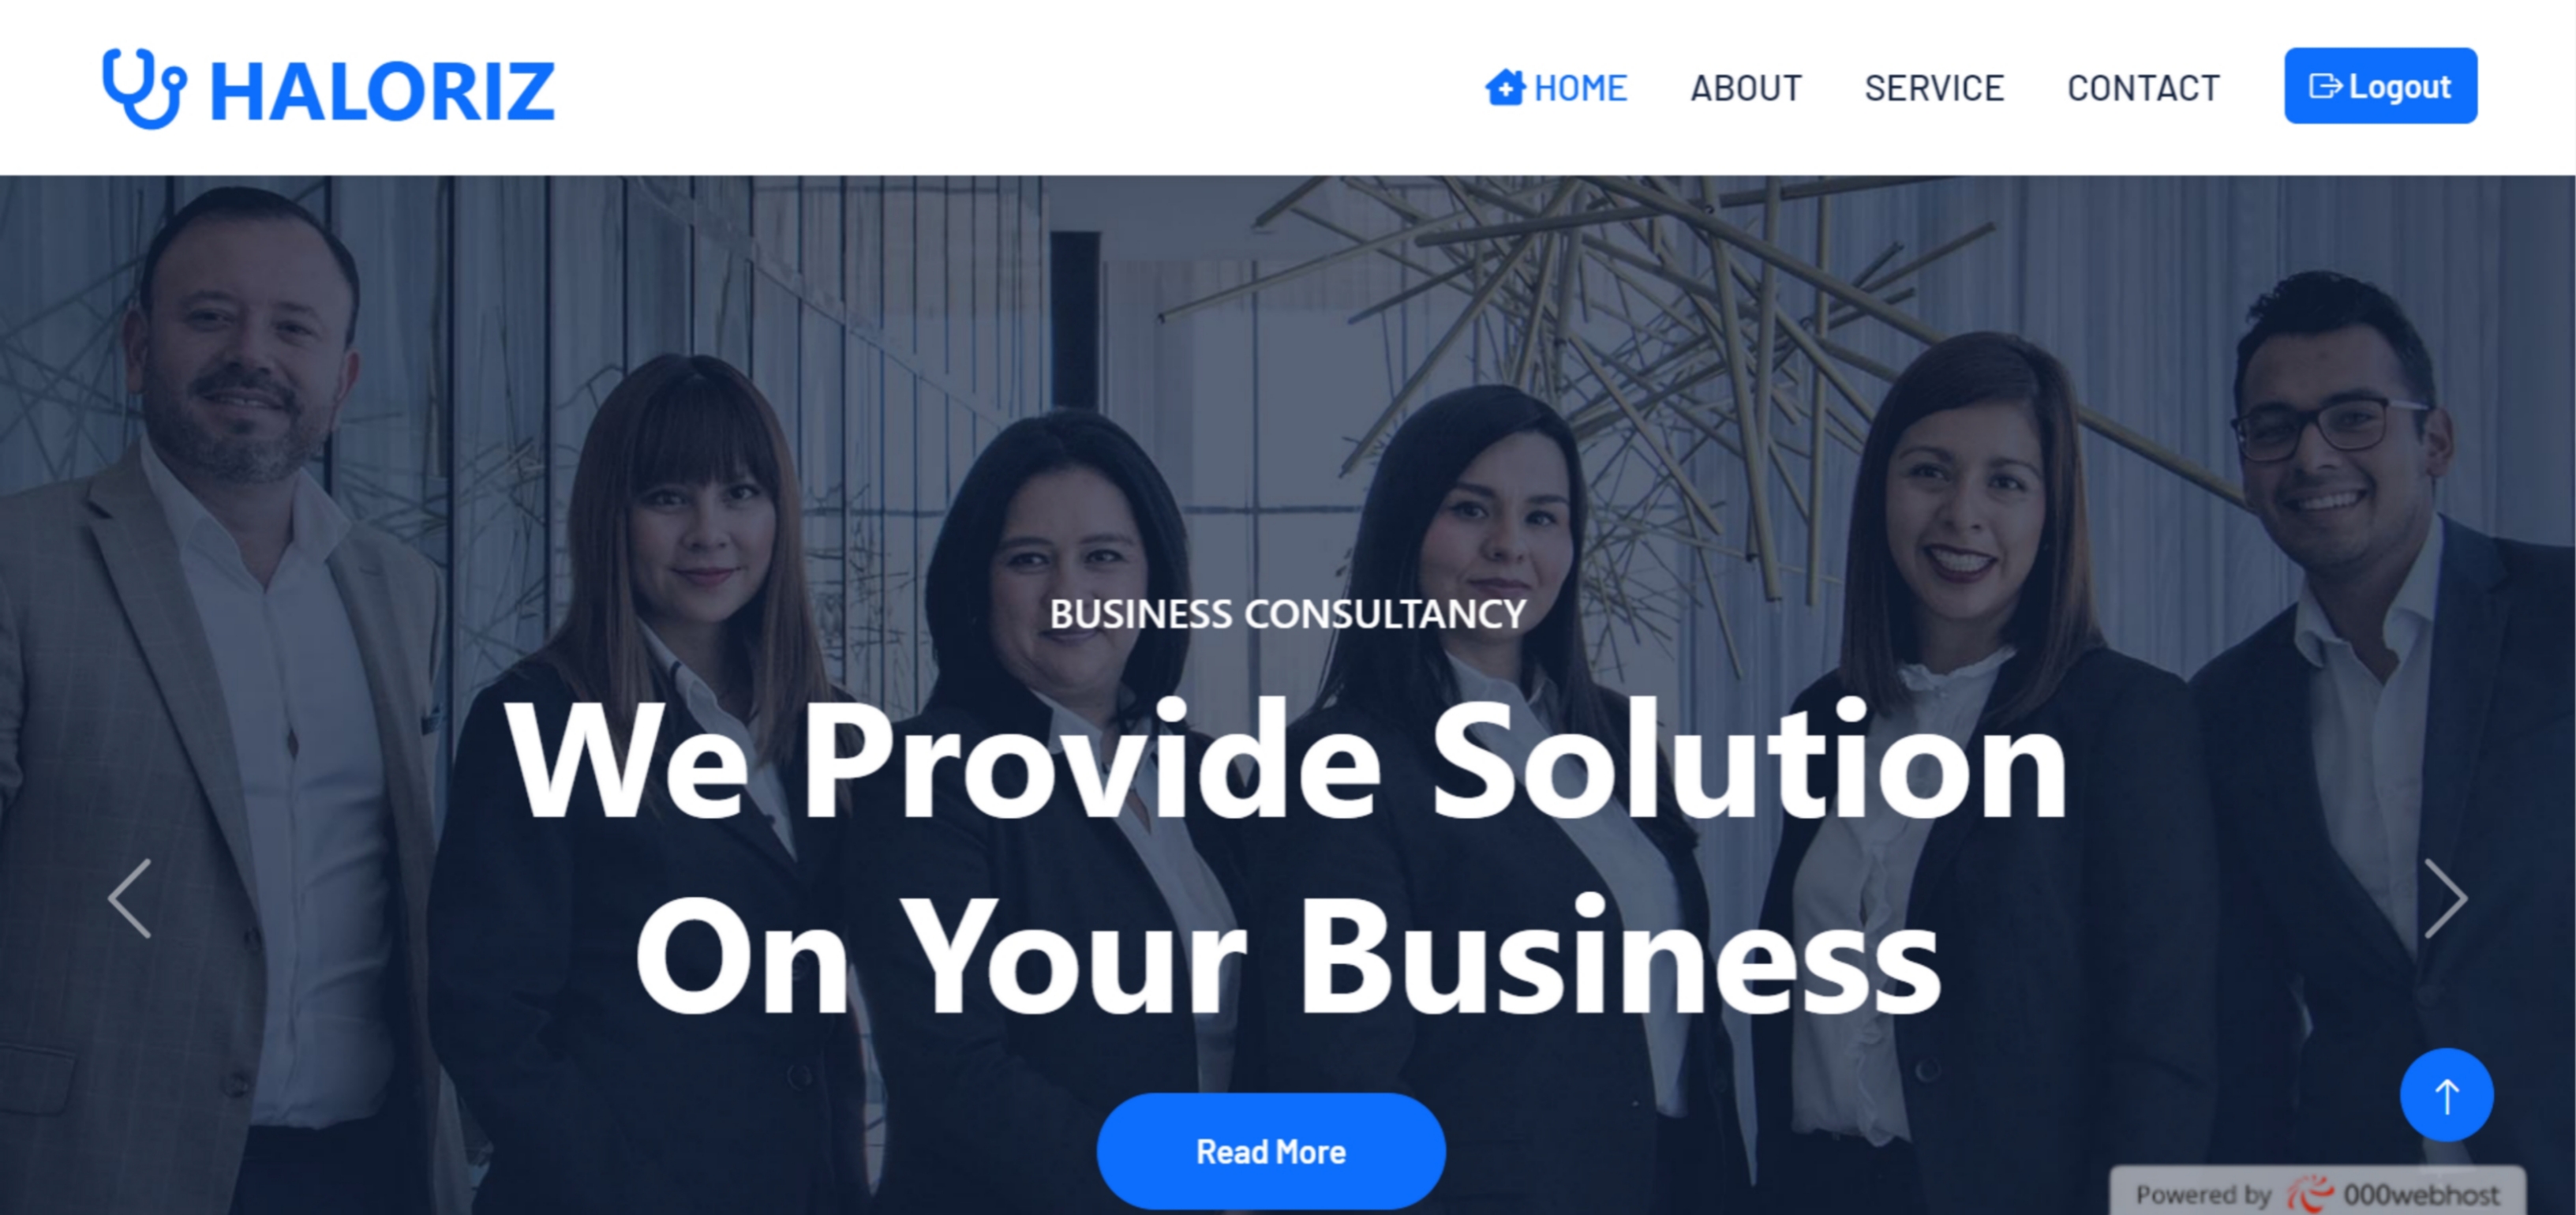 HALORIZ
HOME ABOUT SERVICE CONTACT Logout
BUSINESS CONSULTANCY
We Provide Solution
On Your Business
Read More
Powered by 000webhost